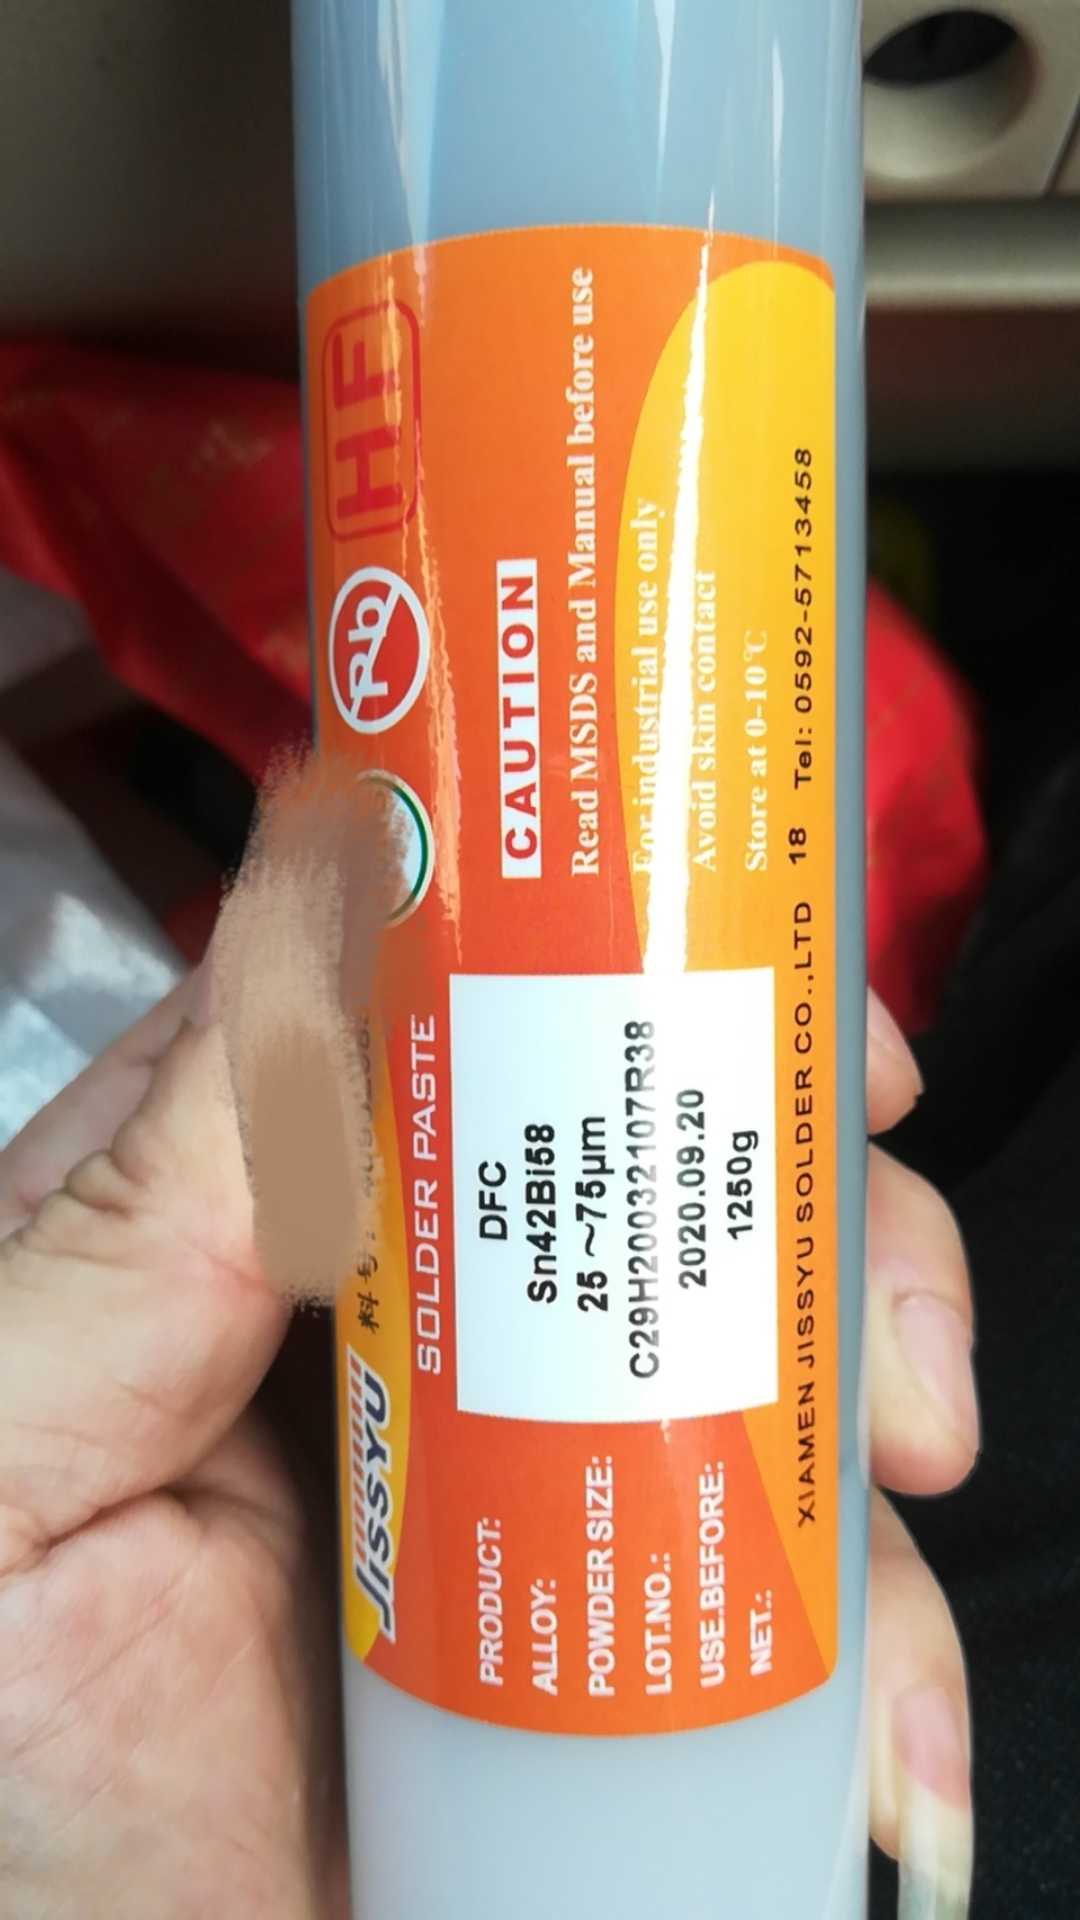 JISSYU
料号:
Pb
HF
SOLDER PASTE
CAUTION
Read MSDS and Manual before use
For industrial use only
Avoid skin contact
Store at 0-10℃
PRODUCT: DFC
ALLOY: Sn42Bi58
POWDER SIZE: 25～75μm
LOT.NO.: C29H20032107R38
USE.BEFORE: 2020.09.20
NET.: 1250g
XIAMEN JISSYU SOLDER CO.,LTD 18 Tel: 0592-5713458